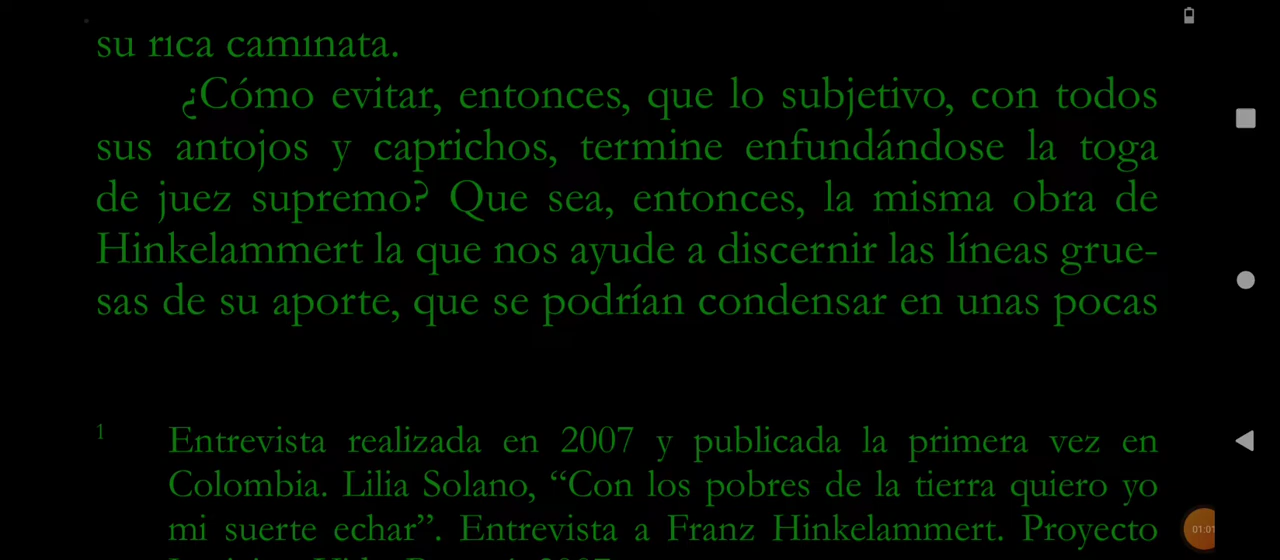 su rica caminata.
¿Cómo evitar, entonces, que lo subjetivo, con todos
sus antojos y caprichos, termine enfundándose la toga
de juez supremo? Que sea, entonces, la misma obra de
Hinkelammert la que nos ayude a discernir las líneas grue-
sas de su aporte, que se podrían condensar en unas pocas
1 Entrevista realizada en 2007 y publicada la primera vez en
Colombia. Lilia Solano, “Con los pobres de la tierra quiero yo
mi suerte echar”. Entrevista a Franz Hinkelammert. Proyecto
01:01